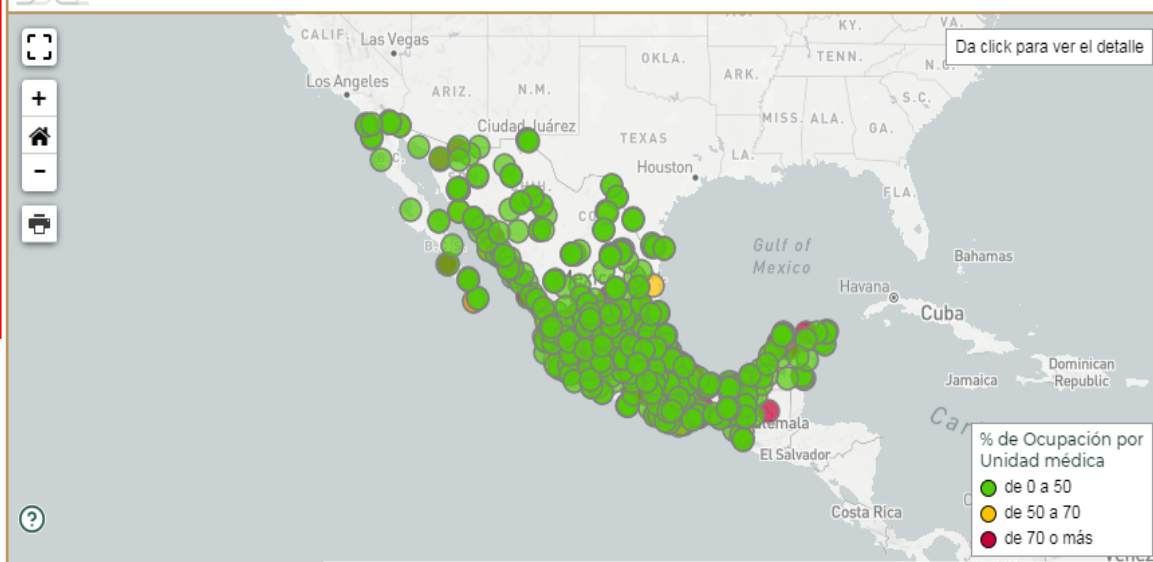 CALIF.
Las Vegas
KY.
VA.
Da click para ver el detalle
OKLA.
TENN.
N.C.
Los Angeles
ARIZ.
N.M.
ARK.
S.C.
+
Ciudad Juárez
MISS.
ALA.
GA.
TEXAS
B.C.
LA.
Houston
FLA.
−
B.C.S.
Gulf of
Mexico
Bahamas
Mexico
Havana
Cuba
Dominican
Republic
Jamaica
El Salvador
% de Ocupación por
Unidad médica
de 0 a 50
de 50 a 70
de 70 o más
Costa Rica
?